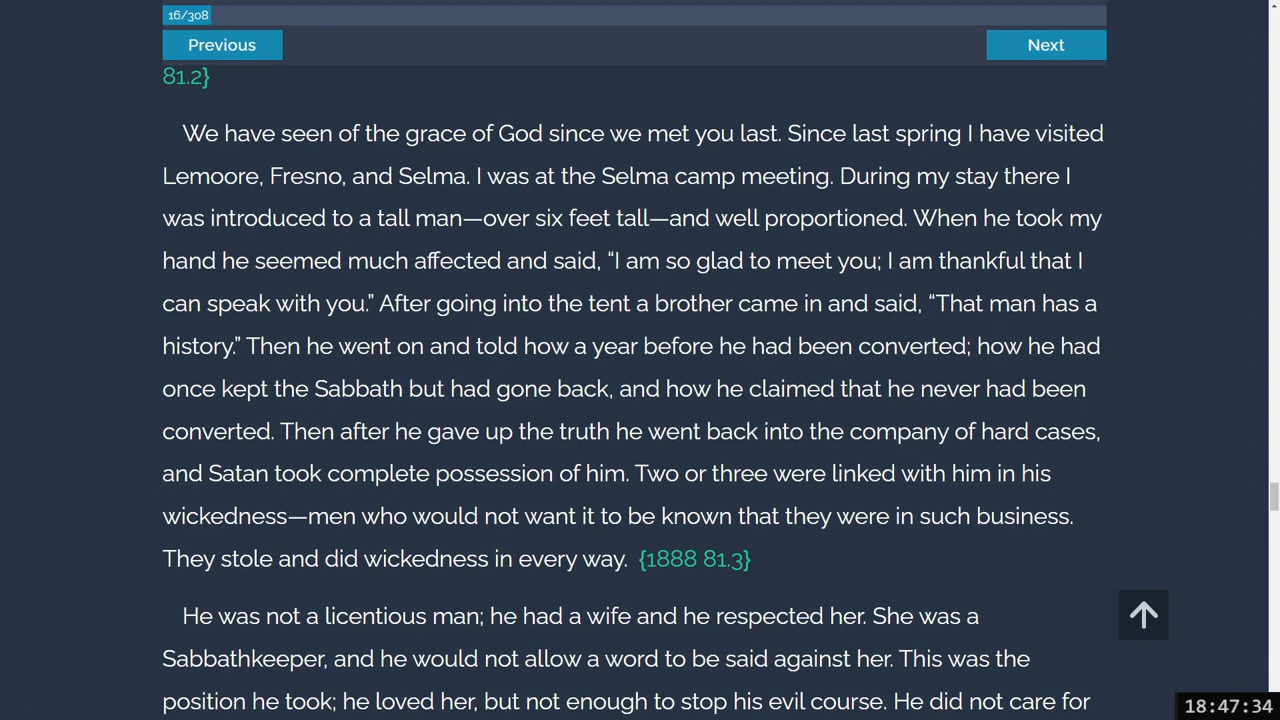 16/308
Previous
Next
81.2}
We have seen of the grace of God since we met you last. Since last spring I have visited
Lemoore, Fresno, and Selma. I was at the Selma camp meeting. During my stay there I
was introduced to a tall man—over six feet tall—and well proportioned. When he took my
hand he seemed much affected and said, “I am so glad to meet you; I am thankful that I
can speak with you.” After going into the tent a brother came in and said, “That man has a
history.” Then he went on and told how a year before he had been converted; how he had
once kept the Sabbath but had gone back, and how he claimed that he never had been
converted. Then after he gave up the truth he went back into the company of hard cases,
and Satan took complete possession of him. Two or three were linked with him in his
wickedness—men who would not want it to be known that they were in such business.
They stole and did wickedness in every way. {1888 81.3}
He was not a licentious man; he had a wife and he respected her. She was a
Sabbathkeeper, and he would not allow a word to be said against her. This was the
position he took; he loved her, but not enough to stop his evil course. He did not care for
18:47:34